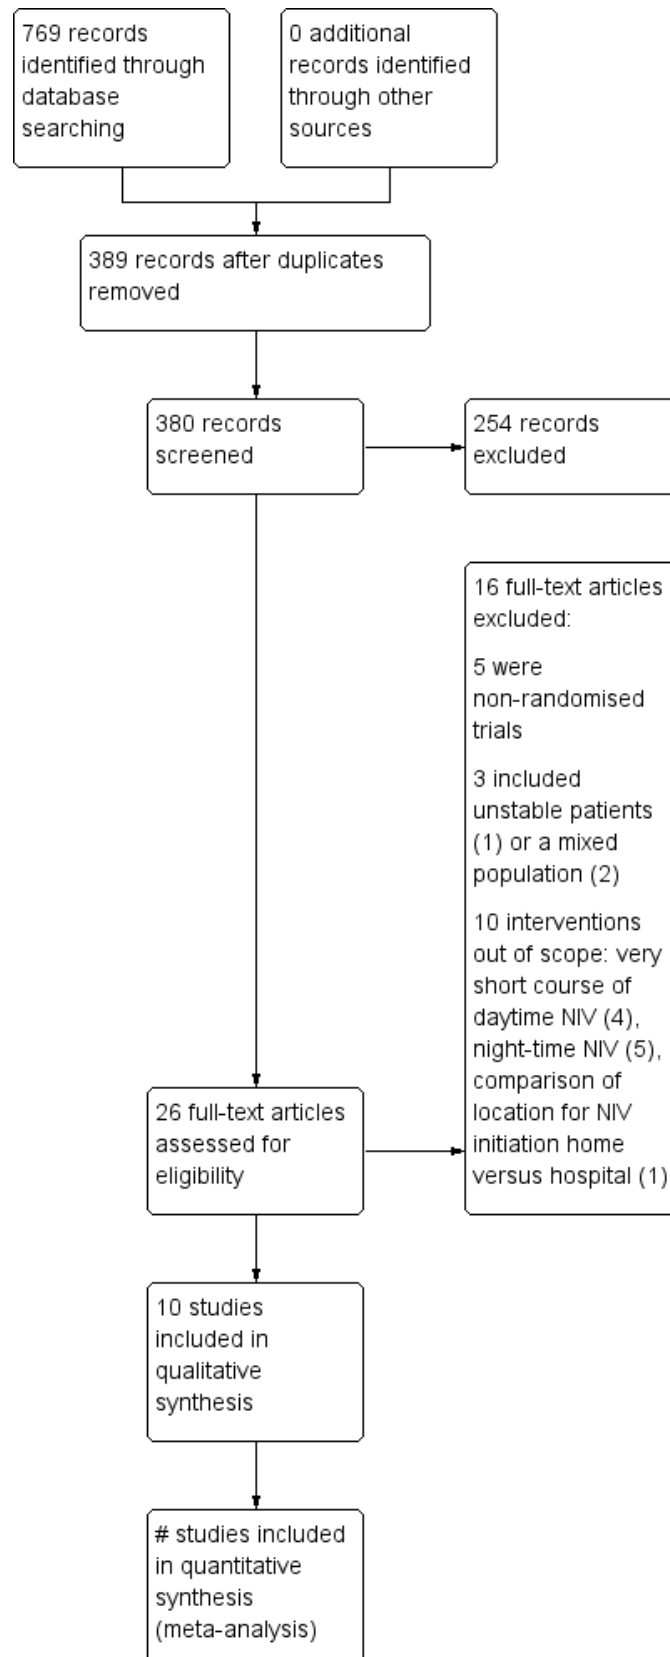 769 records
identified through
database
searching
0 additional
records identified
through other
sources
389 records after duplicates
removed
380 records
screened
254 records
excluded
16 full-text articles
excluded:
5 were
non-randomised
trials
3 included
unstable patients
(1) or a mixed
population (2)
10 interventions
out of scope: very
short course of
daytime NIV (4),
night-time NIV (5),
comparison of
location for NIV
initiation home
versus hospital (1)
26 full-text articles
assessed for
eligibility
10 studies
included in
qualitative
synthesis
# studies included
in quantitative
synthesis
(meta-analysis)